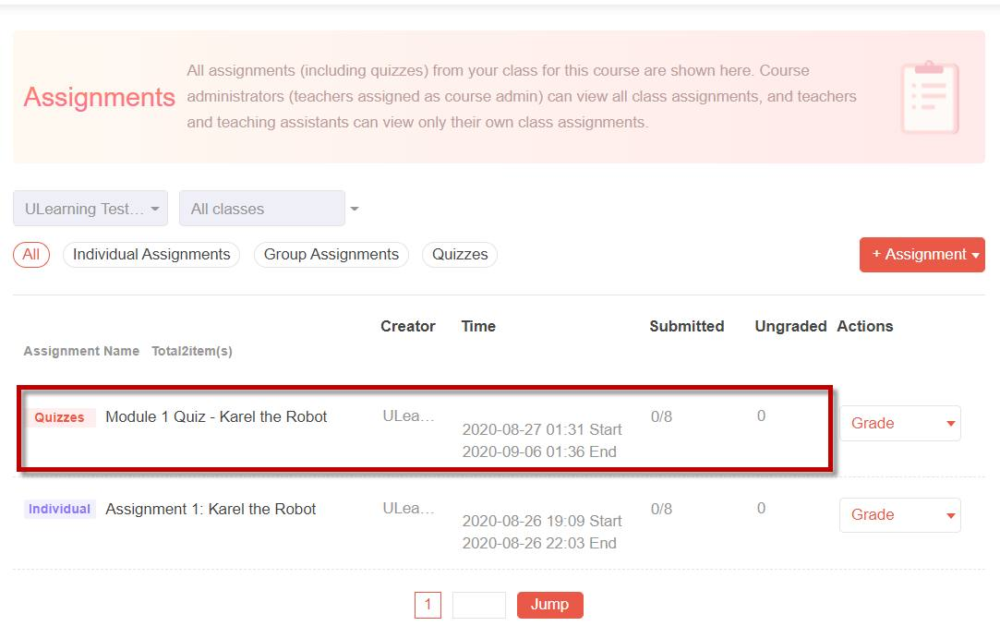 Assignments
All assignments (including quizzes) from your class for this course are shown here. Course
administrators (teachers assigned as course admin) can view all class assignments, and teachers
and teaching assistants can view only their own class assignments.
ULearning Test... All classes
All Individual Assignments Group Assignments Quizzes + Assignment
Creator Time Submitted Ungraded Actions
Assignment Name Total2item(s)
Quizzes Module 1 Quiz - Karel the Robot ULea... 0/8 0 Grade
2020-08-27 01:31 Start
2020-09-06 01:36 End
Individual Assignment 1: Karel the Robot ULea... 0/8 0 Grade
2020-08-26 19:09 Start
2020-08-26 22:03 End
1 Jump